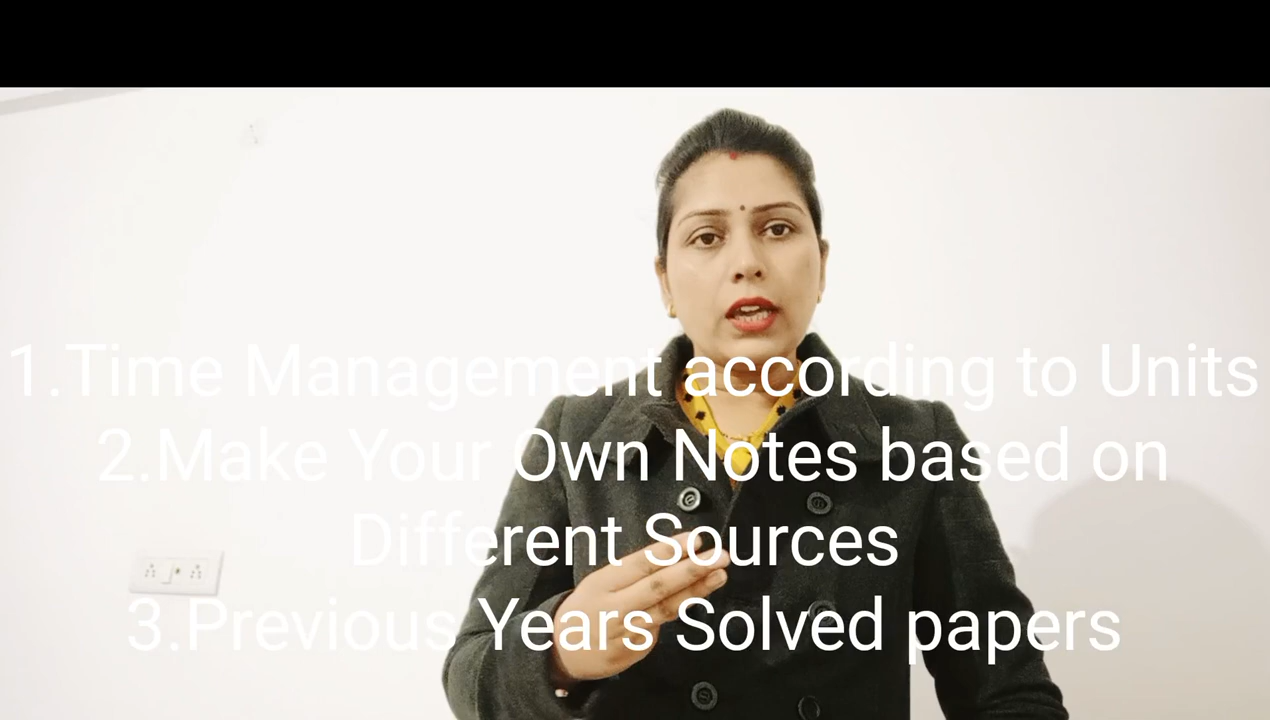 1.Time Management according to Units
2.Make Your Own Notes based on
Different Sources
3.Previous Years Solved papers